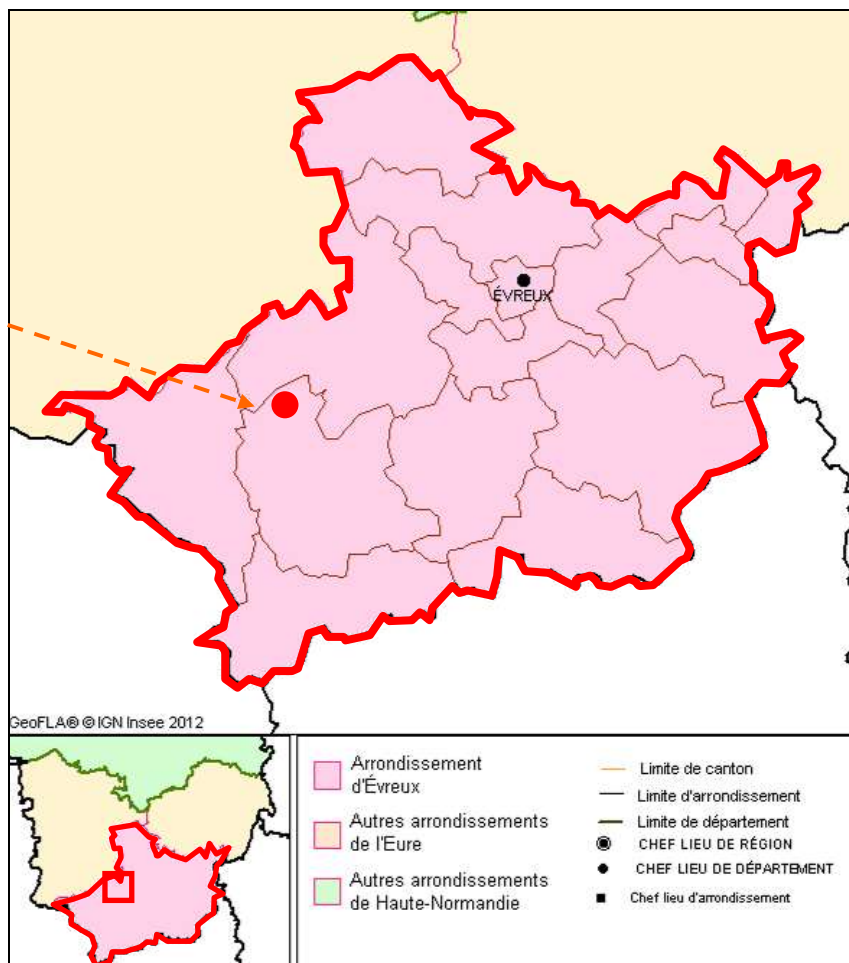 ÉVREUX
GeoFLA® © IGN Insee 2012
Arrondissement
d'Évreux
Autres arrondissements
de l'Eure
Autres arrondissements
de Haute-Normandie
Limite de canton
Limite d'arrondissement
Limite de département
CHEF LIEU DE RÉGION
CHEF LIEU DE DÉPARTEMENT
Chef lieu d'arrondissement